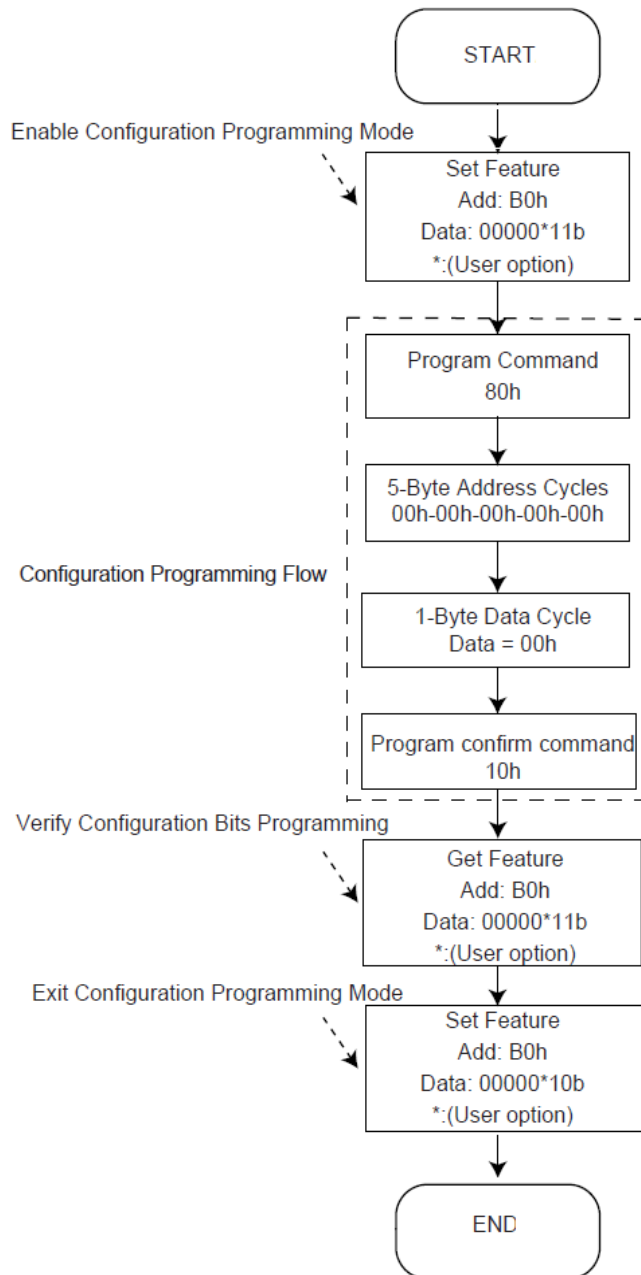 START
Enable Configuration Programming Mode
Set Feature
Add: B0h
Data: 00000*11b
*:(User option)
Program Command
80h
5-Byte Address Cycles
00h-00h-00h-00h-00h
Configuration Programming Flow
1-Byte Data Cycle
Data = 00h
Program confirm command
10h
Verify Configuration Bits Programming
Get Feature
Add: B0h
Data: 00000*11b
*:(User option)
Exit Configuration Programming Mode
Set Feature
Add: B0h
Data: 00000*10b
*:(User option)
END